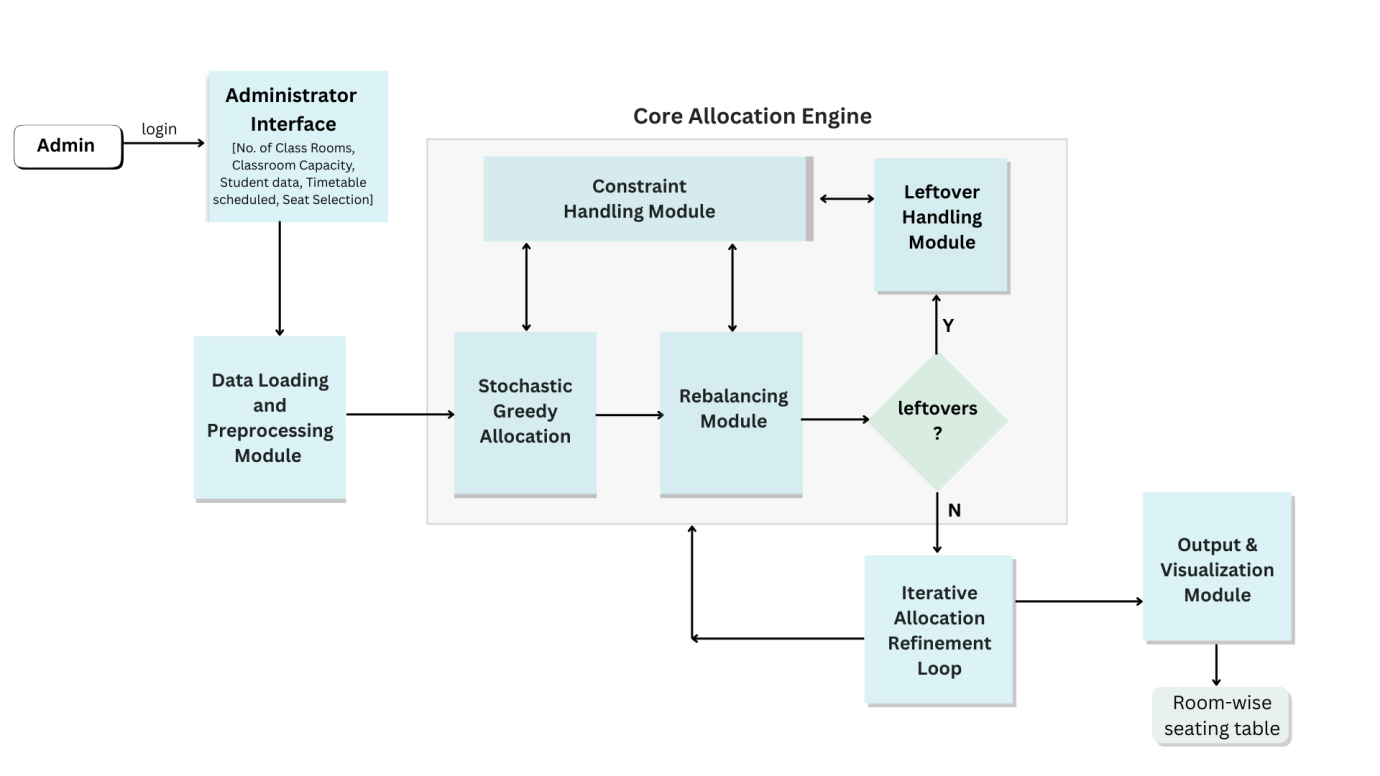 Core Allocation Engine
Admin
login
Administrator
Interface
[No. of Class Rooms,
Classroom Capacity,
Student data, Timetable
scheduled, Seat Selection]
Constraint
Handling Module
Leftover
Handling
Module
Y
Data Loading
and
Preprocessing
Module
Stochastic
Greedy
Allocation
Rebalancing
Module
leftovers
?
N
Iterative
Allocation
Refinement
Loop
Output &
Visualization
Module
Room-wise
seating table